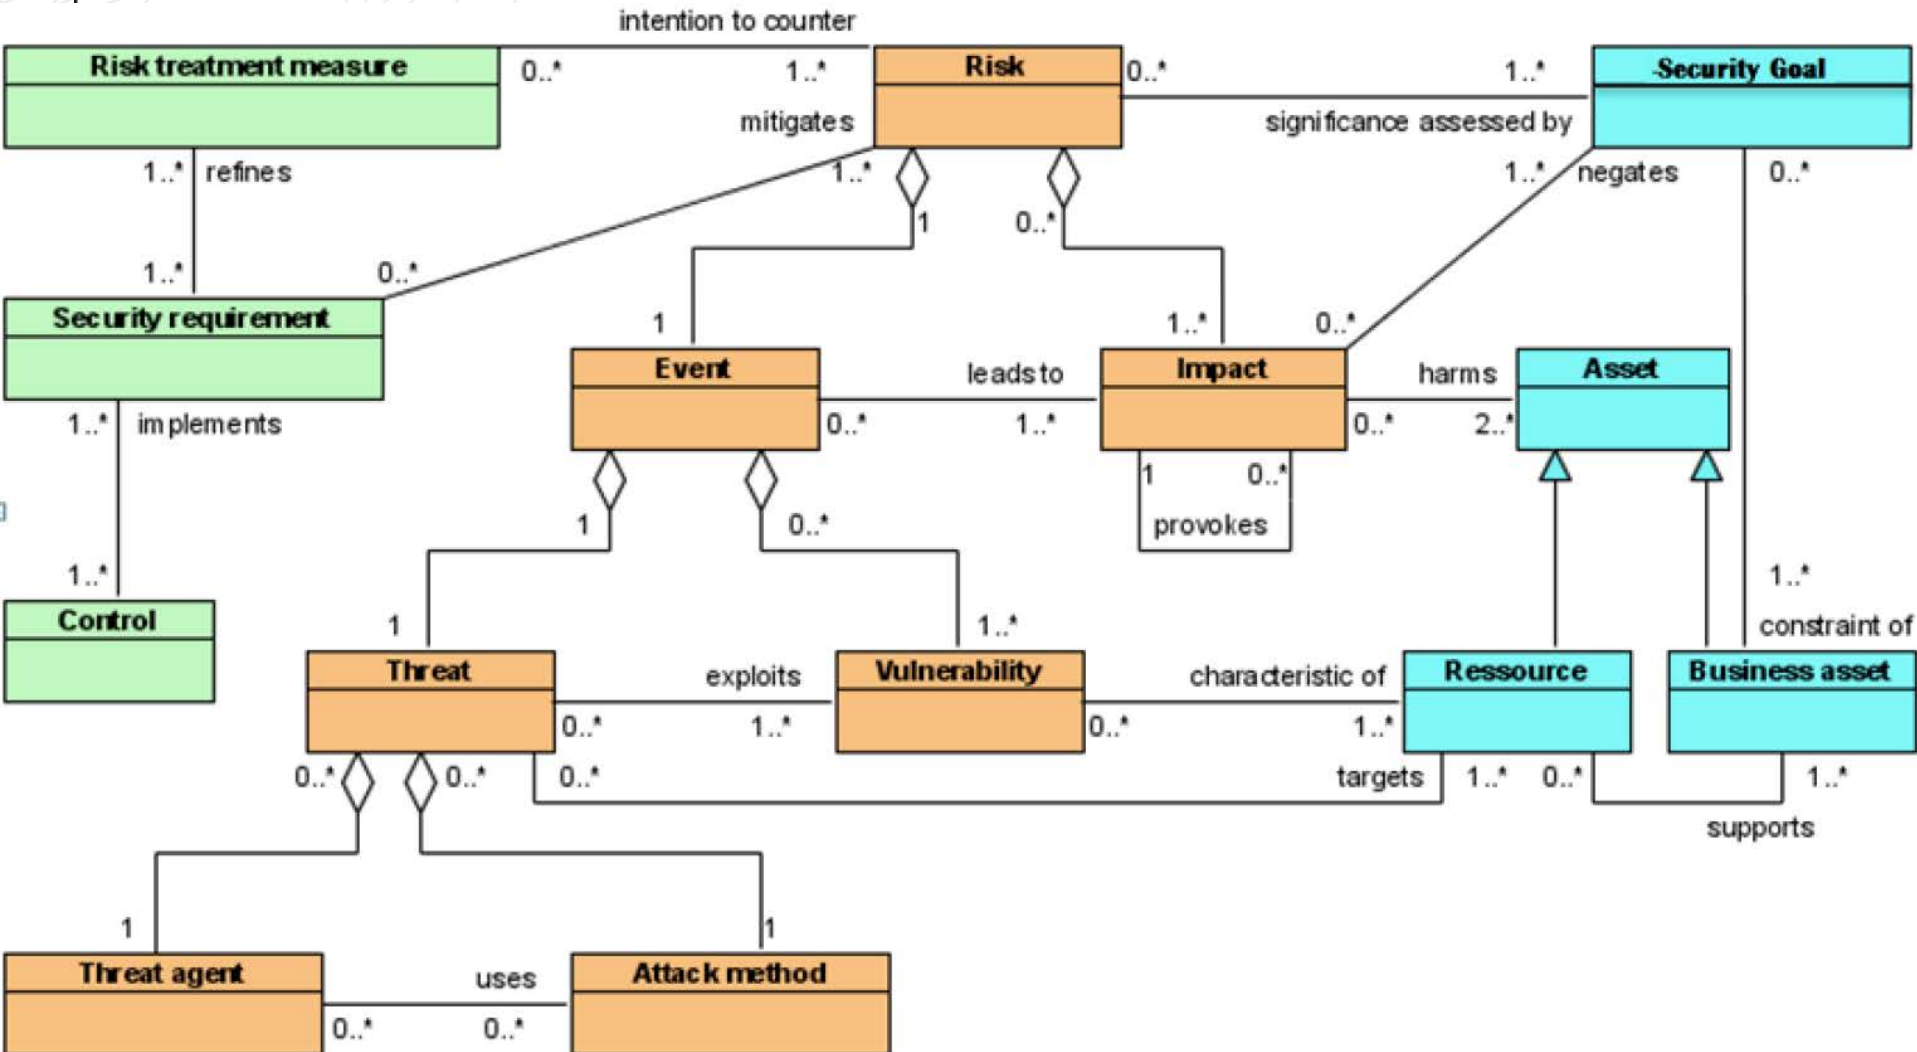 intention to counter
Risk treatment measure
0..*
1..*
Risk
0..*
1..*
-Security Goal
mitigates
significance assessed by
1..*
refines
1..*
1
0..*
1..*
negates
0..*
1..*
0..*
Security requirement
1
1..*
0..*
Event
leads to
Impact
harms
Asset
1..*
implements
0..*
1..*
0..*
2..*
1
0..*
1
0..*
provokes
1..*
1..*
Control
1
1..*
constraint of
Threat
exploits
Vulnerability
characteristic of
Ressource
Business asset
0..*
1..*
0..*
1..*
0..*
0..*
0..*
targets
1..*
0..*
1..*
supports
1
1
Threat agent
uses
Attack method
0..*
0..*